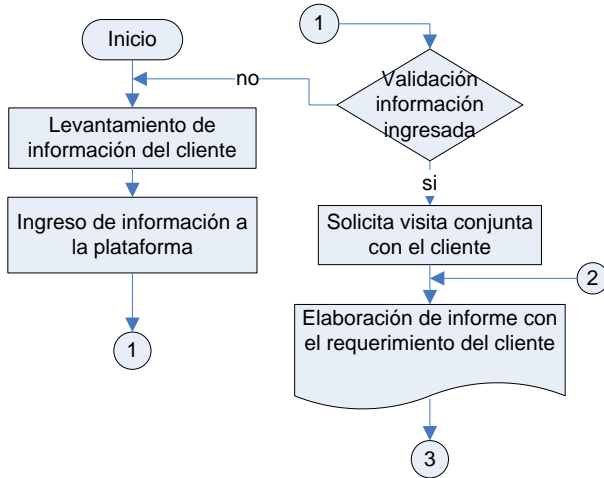 Inicio
Levantamiento de
información del cliente
Ingreso de información a
la plataforma
1
1
Validación
información
ingresada
no
si
Solicita visita conjunta
con el cliente
2
Elaboración de informe con
el requerimiento del cliente
3